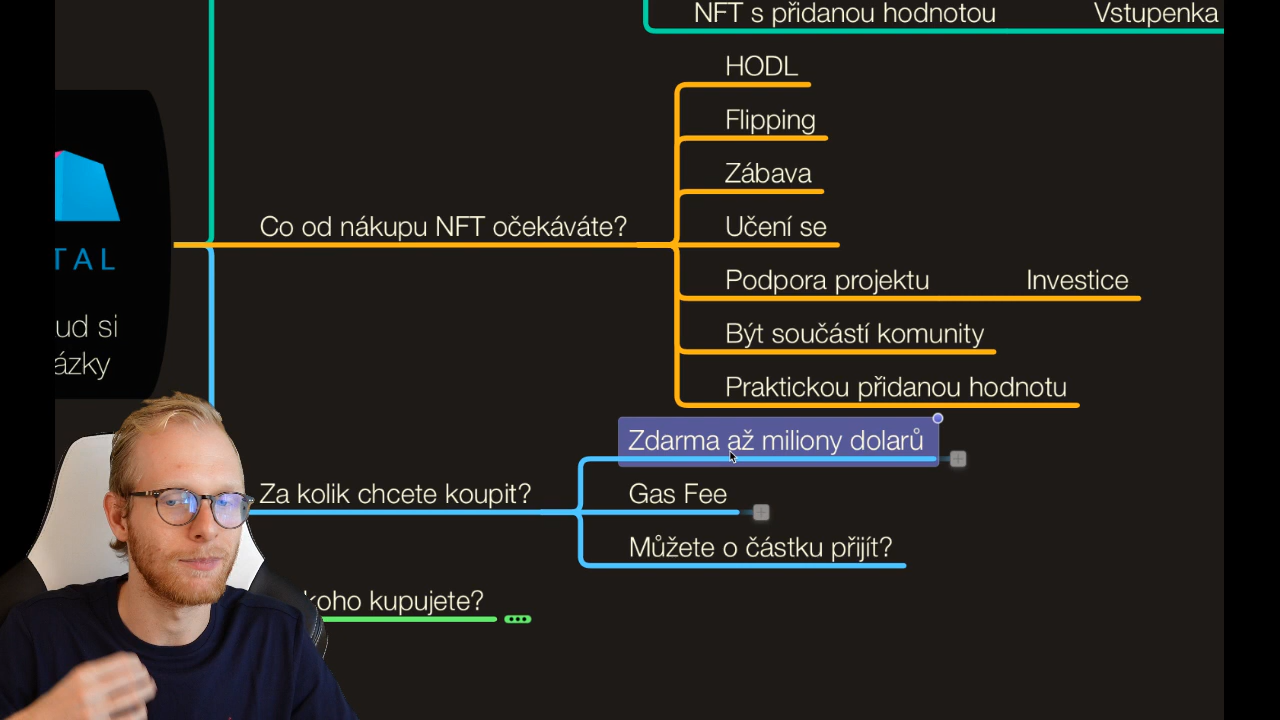 NFT s přidanou hodnotou
Vstupenka
HODL
Flipping
Zábava
Co od nákupu NFT očekáváte?
Učení se
TAL
Podpora projektu
Investice
ud si
Být součástí komunity
ázky
Praktickou přidanou hodnotu
Zdarma až miliony dolarů
Za kolik chcete koupit?
Gas Fee
Můžete o částku přijít?
koho kupujete?